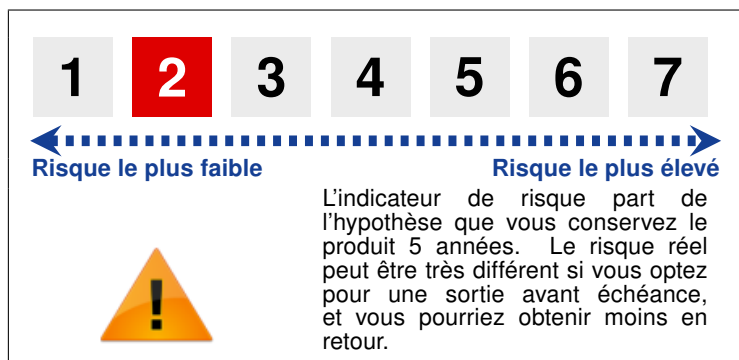 1 2 3 4 5 6 7
Risque le plus faible Risque le plus élevé
L'indicateur de risque part de
l'hypothèse que vous conservez le
produit 5 années. Le risque réel
peut être très différent si vous optez
pour une sortie avant échéance,
et vous pourriez obtenir moins en
retour.
!